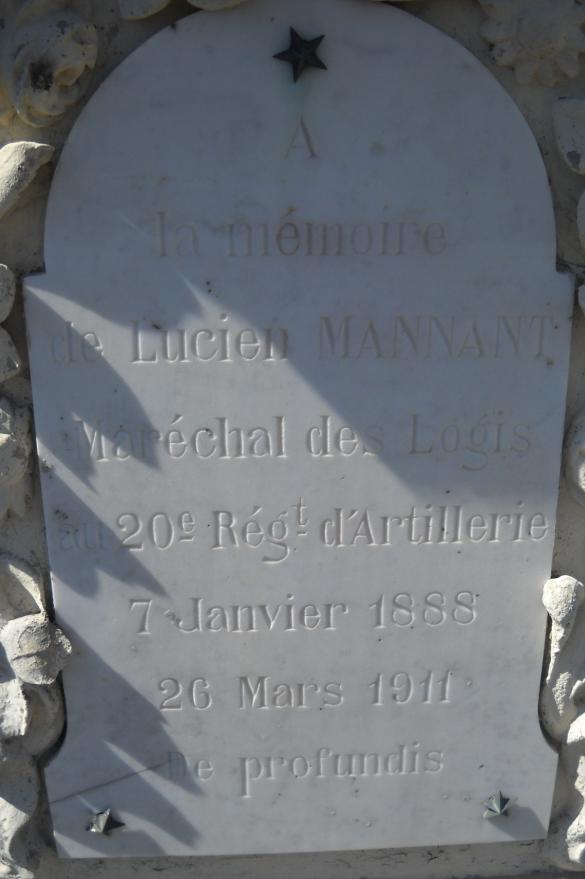 A
la mémoire
de Lucien MANNANT
Maréchal des Logis
au 20e Régt d'Artillerie
7 Janvier 1888
26 Mars 1911
De profundis